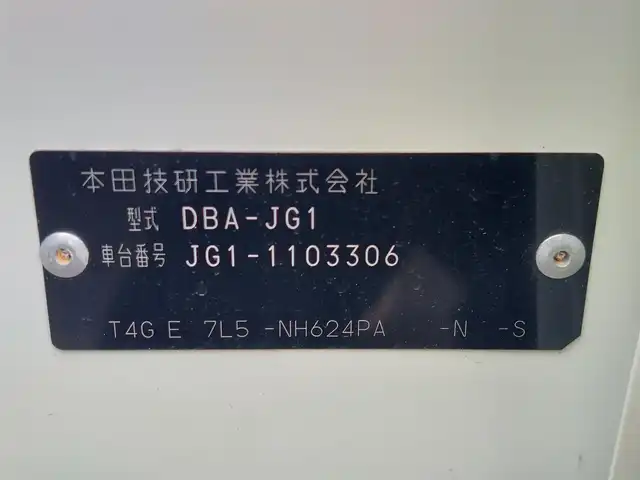 本田技研工業株式会社
型式 DBA-JG1
車台番号 JG1-1103306
T4G E 7L5 -NH624PA -N -S